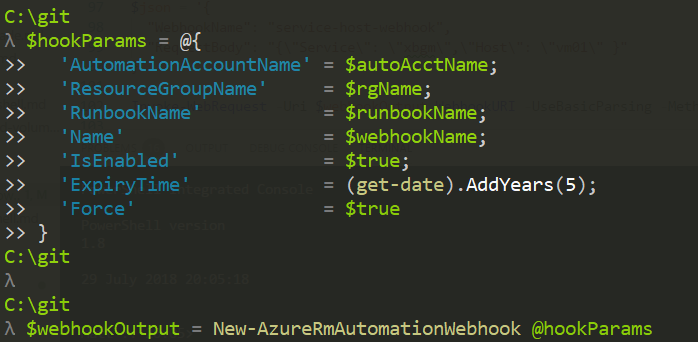 C:\git
λ $hookParams = @{
>>   'AutomationAccountName' = $autoAcctName;
>>   'ResourceGroupName'     = $rgName;
>>   'RunbookName'           = $runbookName;
>>   'Name'                  = $webhookName;
>>   'IsEnabled'             = $true;
>>   'ExpiryTime'            = (get-date).AddYears(5);
>>   'Force'                 = $true
>> }
C:\git
λ
C:\git
λ $webhookOutput = New-AzureRmAutomationWebhook @hookParams